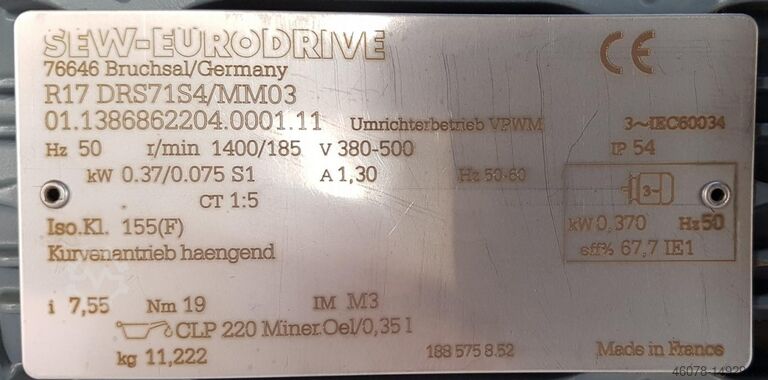 SEW-EURODRIVE
CE
76646 Bruchsal/Germany
R17 DRS71S4/MM03
01.1386862204.0001.11 Umrichterbetrieb VPWM 3~IEC60034
Hz 50 r/min 1400/185 V 380-500 IP 54
kW 0.37/0.075 S1 A 1,30 Hz 50-60
3~
CT 1:5
Iso.Kl. 155(F) kW 0,370 Hz 50
Kurvenantrieb haengend eff% 67,7 IE1
i 7,55 Nm 19 IM M3
CLP 220 Miner.Oel/0,35 l
kg 11,222 188 575 8.52 Made in France